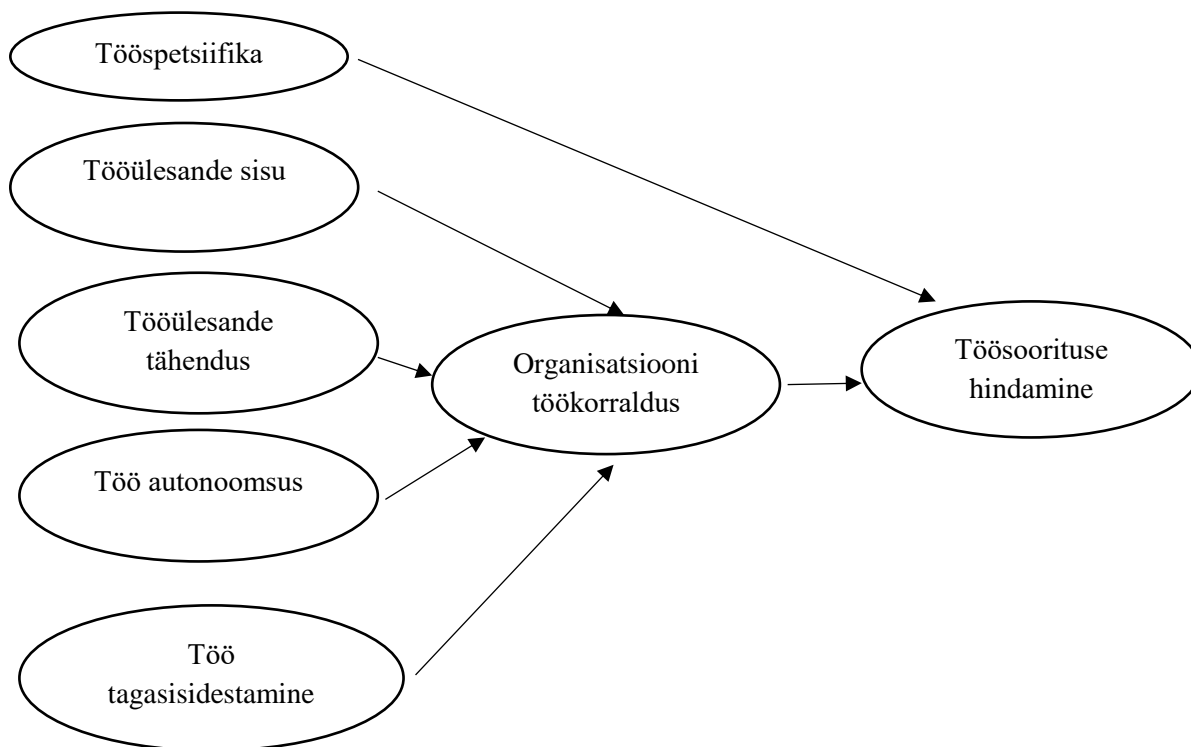 Tööspetsiifika
Tööülesande sisu
Tööülesande
tähendus
Töö autonoomsus
Töö
tagasisidestamine
Organisatsiooni
töökorraldus
Töösoorituse
hindamine